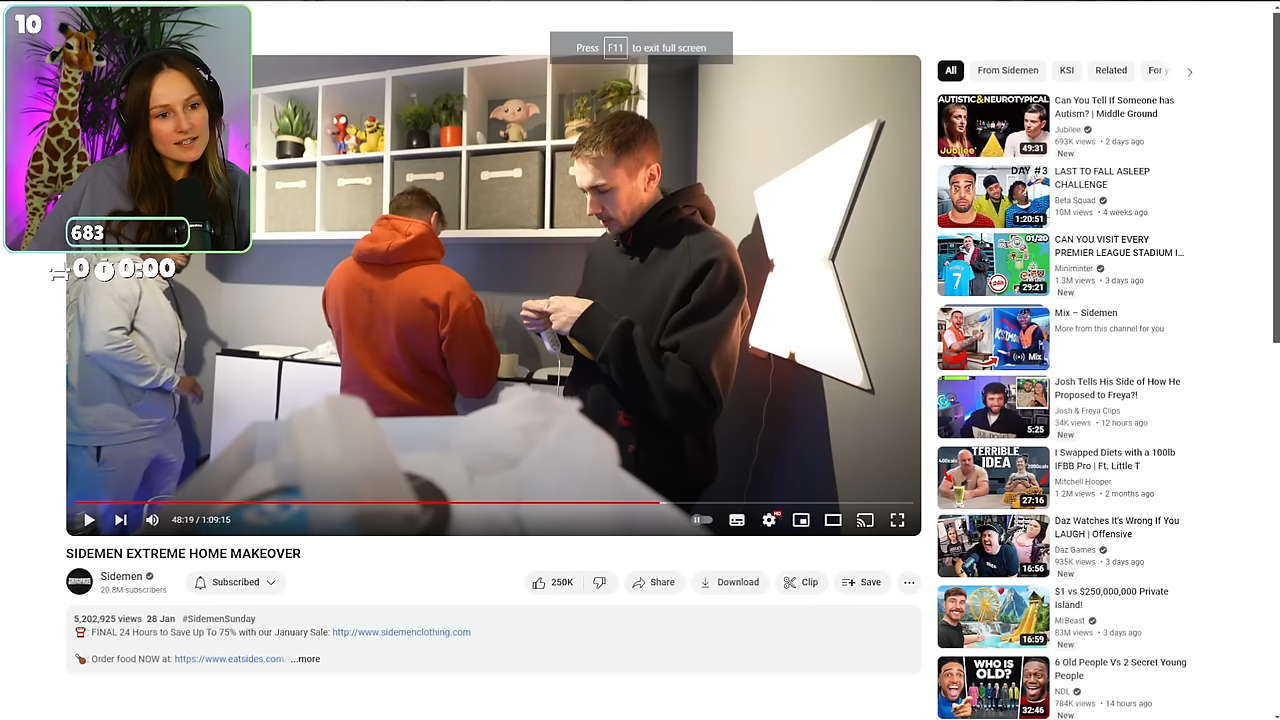 10
683
0 0:00
Press F11 to exit full screen
48:19 / 1:09:15
HD
SIDEMEN EXTREME HOME MAKEOVER
Sidemen
20.8M subscribers
Subscribed
250K
Share
Download
Clip
Save
...
5,202,925 views 28 Jan #SidemenSunday
: FINAL 24 Hours to Save Up To 75% with our January Sale: http://www.sidemenclothing.com
: Order food NOW at: https://www.eatsides.com ...more
All
From Sidemen
KSI
Related
For y
AUTISTIC&NEUROTYPICAL
Jubilee
49:31
Can You Tell If Someone has
Autism? | Middle Ground
Jubilee
693K views • 2 days ago
New
DAY #3
1:20:51
LAST TO FALL ASLEEP
CHALLENGE
Beta Squad
10M views • 4 weeks ago
01/20
7
24h
29:21
CAN YOU VISIT EVERY
PREMIER LEAGUE STADIUM I...
Miniminter
1.3M views • 3 days ago
New
Mix
Mix – Sidemen
More from this channel for you
5:25
Josh Tells His Side of How He
Proposed to Freya?!
Josh & Freya Clips
34K views • 12 hours ago
New
TERRIBLE
IDEA
27:16
I Swapped Diets with a 100lb
IFBB Pro | Ft. Little T
Mitchell Hooper
1.2M views • 2 months ago
16:56
Daz Watches It's Wrong If You
LAUGH | Offensive
Daz Games
935K views • 3 days ago
New
16:59
$1 vs $250,000,000 Private
Island!
MrBeast
83M views • 3 days ago
New
WHO IS
OLD?
32:46
6 Old People Vs 2 Secret Young
People
NDL
784K views • 14 hours ago
New